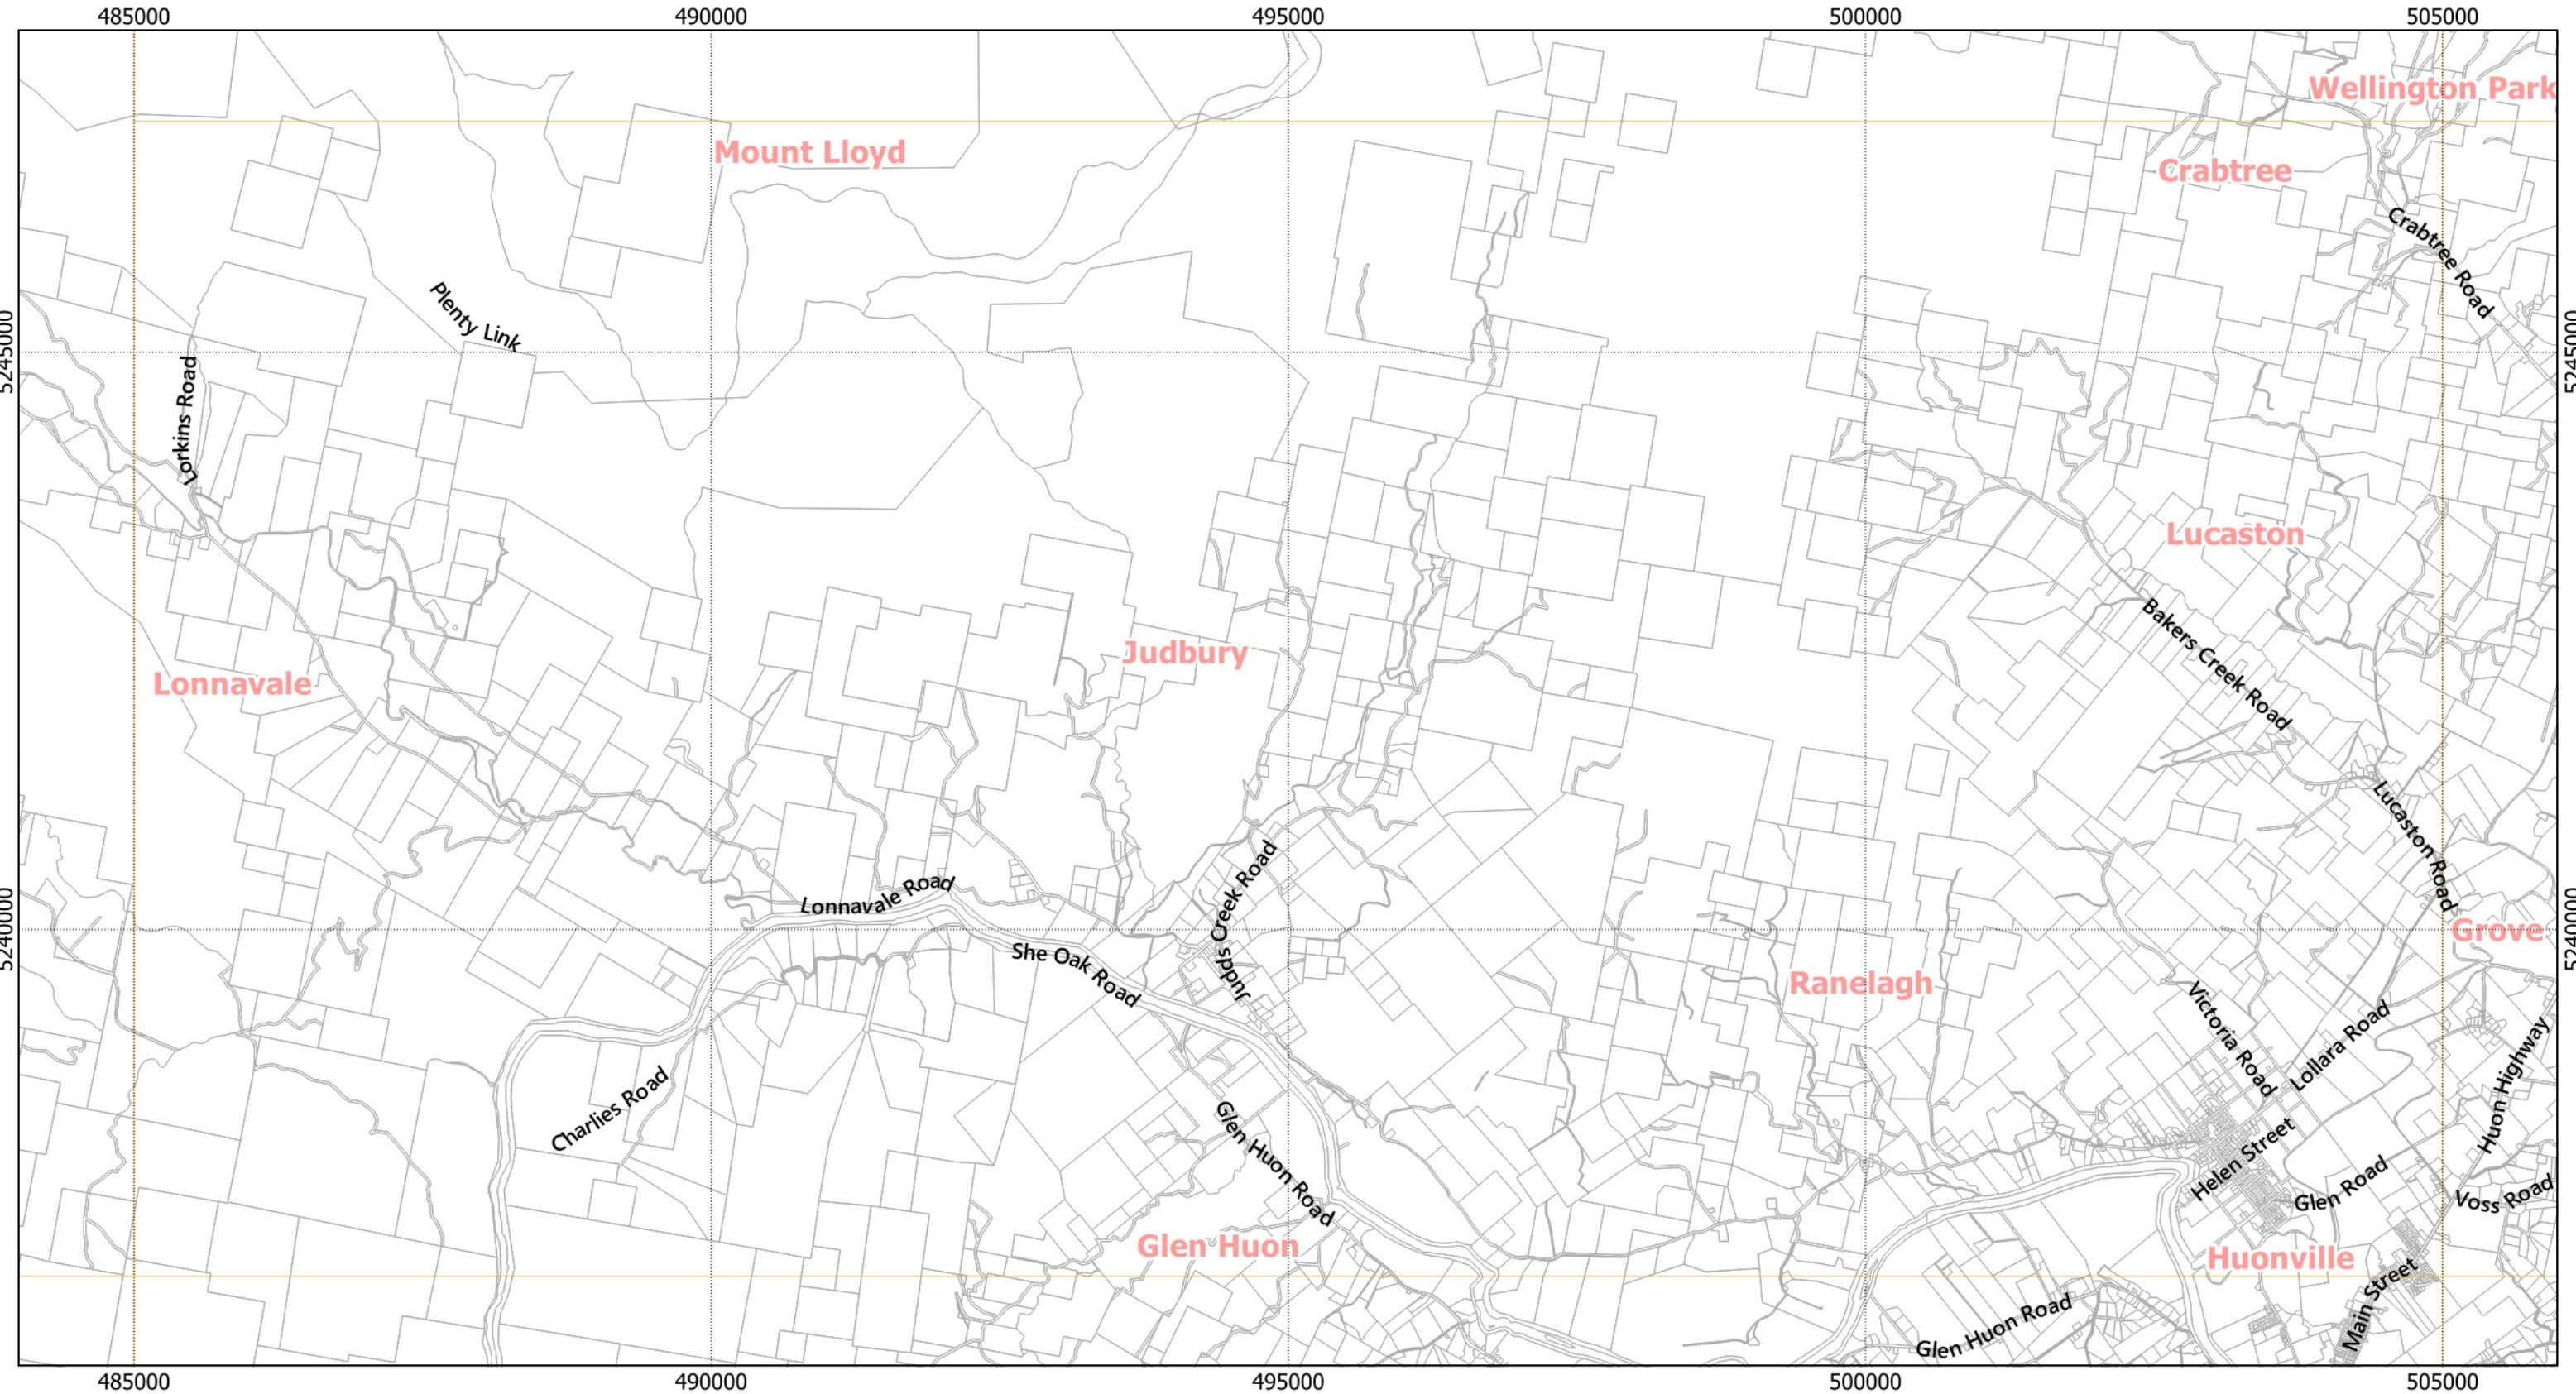 485000
490000
495000
500000
505000
Wellington Park
Mount Lloyd
Crabtree
Crabtree Road
Plenty Link
5245000
5245000
Lorkins Road
Lucaston
Bakers Creek Road
Judbury
Lonnavale
Lucaston Road
Judds Creek Road
Lonnavale Road
5240000
5240000
Grove
She Oak Road
Ranelagh
Victoria Road
Lollara Road
Huon Highway
Charlies Road
Glen Huon Road
Helen Street
Glen Road
Voss Road
Glen Huon
Huonville
Main Street
Glen Huon Road
485000
490000
495000
500000
505000